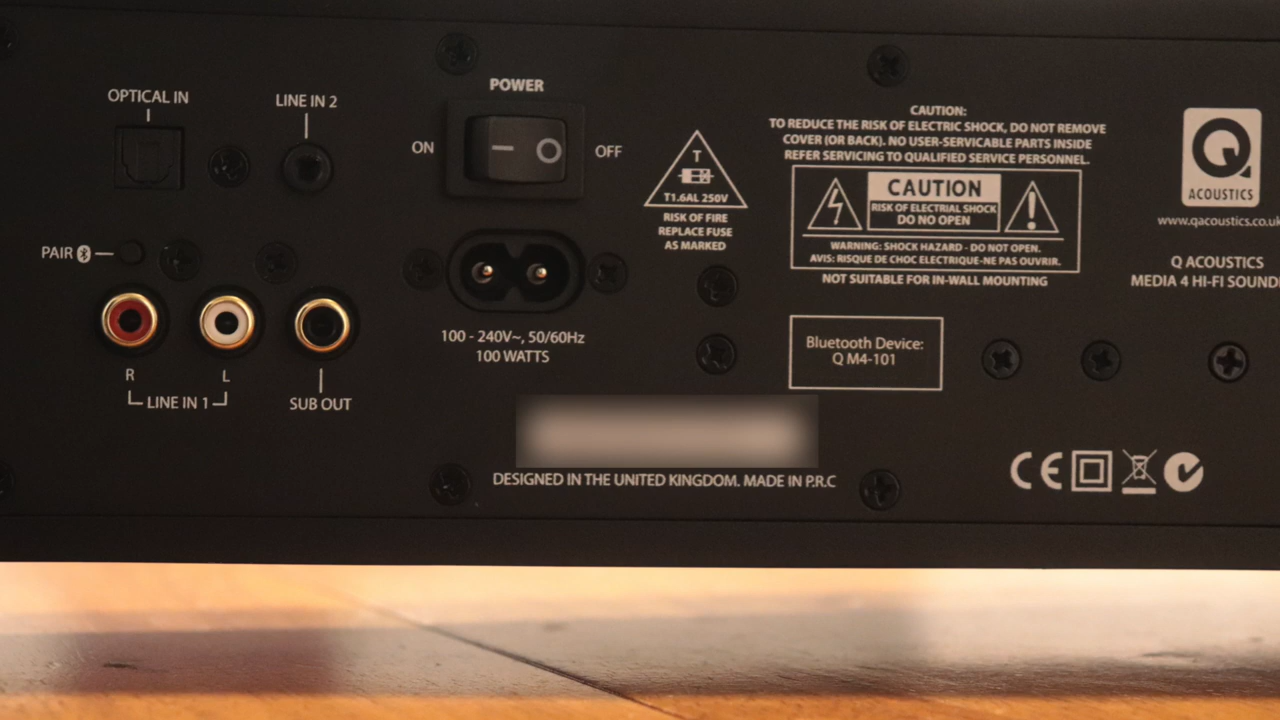 OPTICAL IN
LINE IN 2
POWER
ON
OFF
PAIR
R
L
LINE IN 1
SUB OUT
100 - 240V~, 50/60Hz
100 WATTS
T
T1.6AL 250V
RISK OF FIRE
REPLACE FUSE
AS MARKED
CAUTION:
TO REDUCE THE RISK OF ELECTRIC SHOCK, DO NOT REMOVE
COVER (OR BACK). NO USER-SERVICABLE PARTS INSIDE
REFER SERVICING TO QUALIFIED SERVICE PERSONNEL.
CAUTION
RISK OF ELECTRIAL SHOCK
DO NO OPEN
WARNING: SHOCK HAZARD - DO NOT OPEN.
AVIS: RISQUE DE CHOC ELECTRIQUE-NE PAS OUVRIR.
NOT SUITABLE FOR IN-WALL MOUNTING
Bluetooth Device:
Q M4-101
Q
ACOUSTICS
www.qacoustics.co.uk
Q ACOUSTICS
MEDIA 4 HI-FI SOUND
DESIGNED IN THE UNITED KINGDOM. MADE IN P.R.C
CE